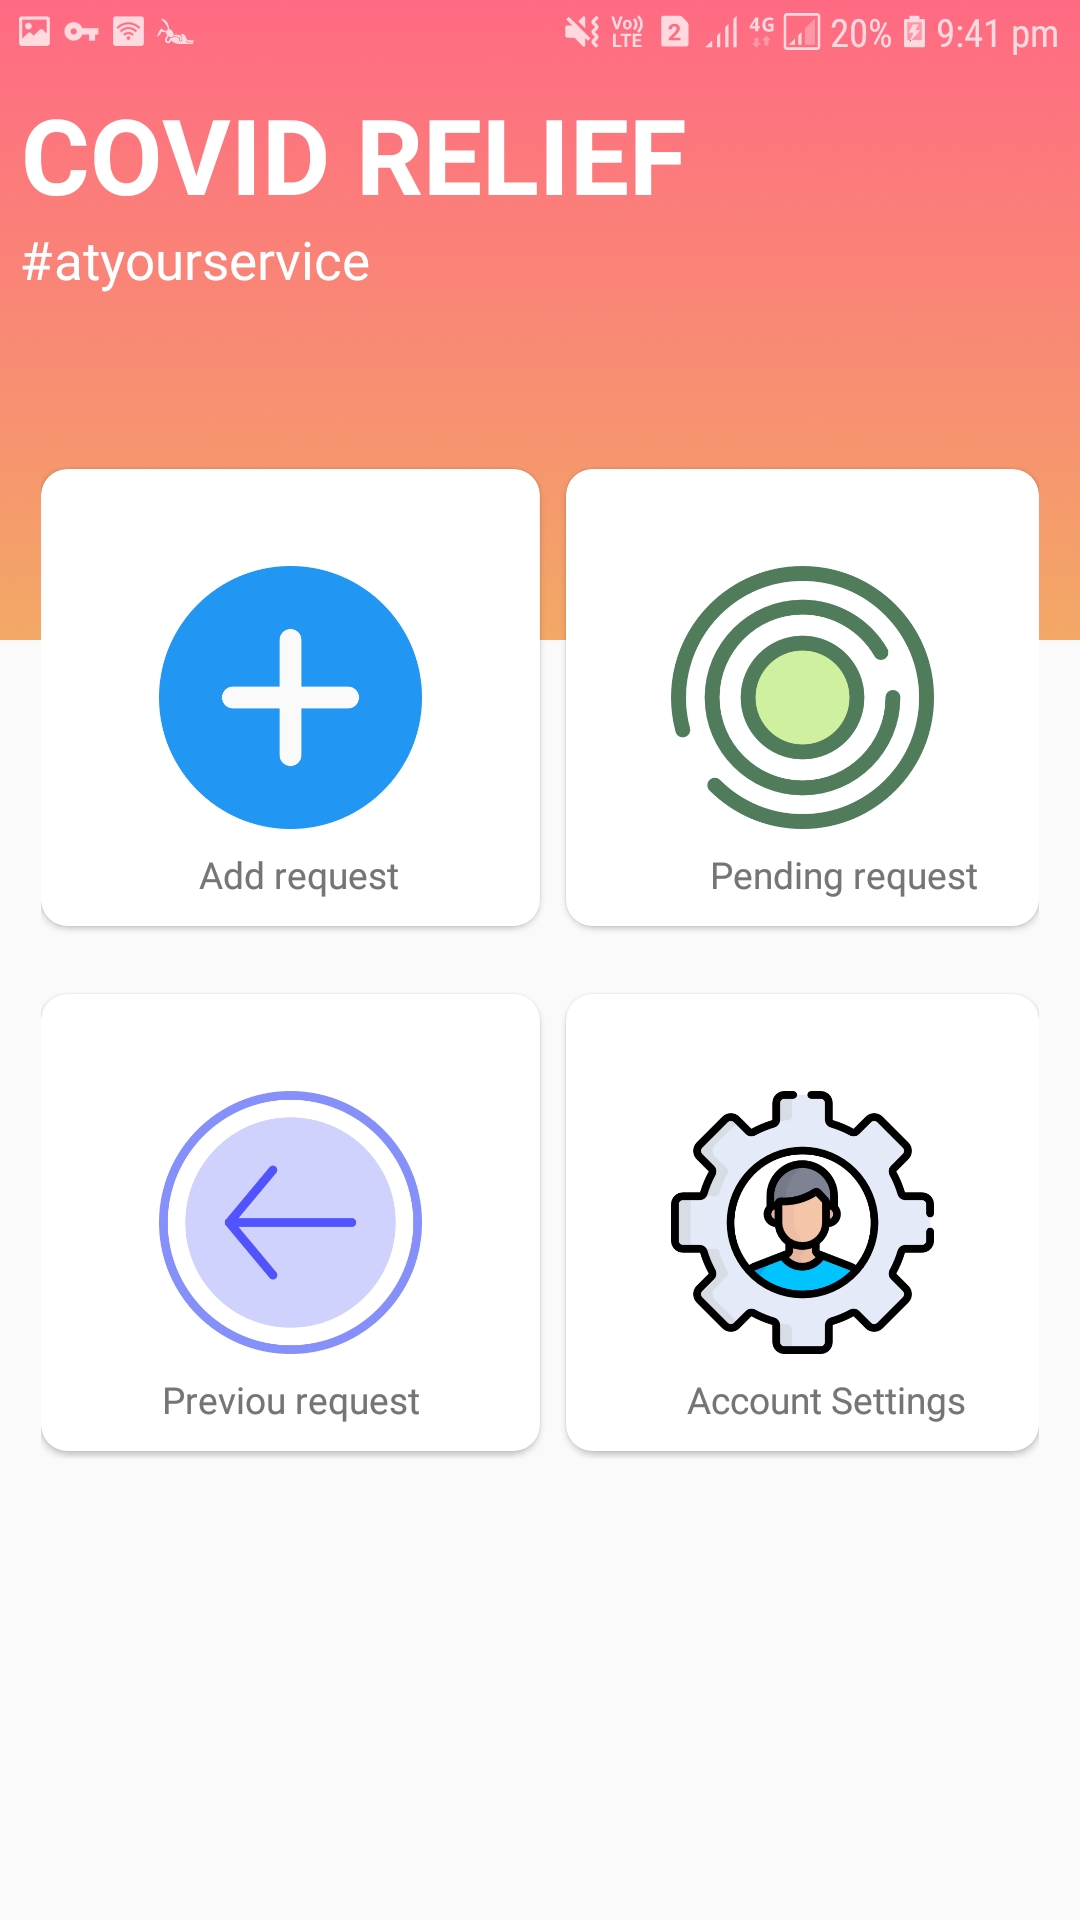 Vo)) LTE 2 4G 20% 9:41 pm
COVID RELIEF
#atyourservice
Add request
Pending request
Previou request
Account Settings